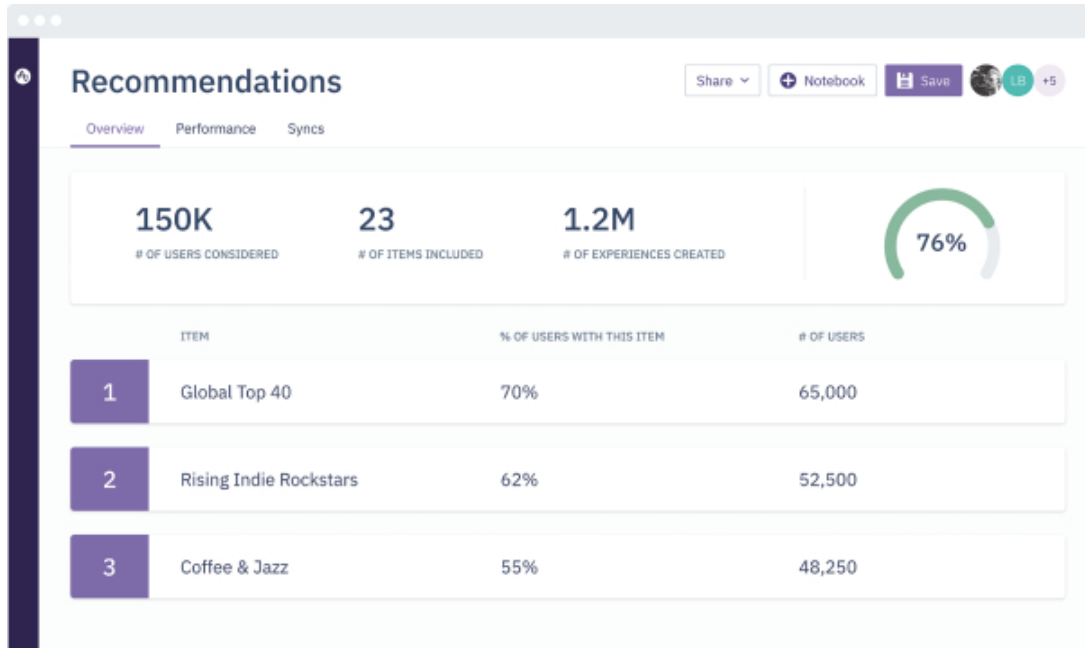 Recommendations
Share
Notebook
Save
LB
+5
Overview
Performance
Syncs
150K
23
1.2M
# OF USERS CONSIDERED
# OF ITEMS INCLUDED
# OF EXPERIENCES CREATED
76%
ITEM
% OF USERS WITH THIS ITEM
# OF USERS
1
Global Top 40
70%
65,000
2
Rising Indie Rockstars
62%
52,500
3
Coffee & Jazz
55%
48,250